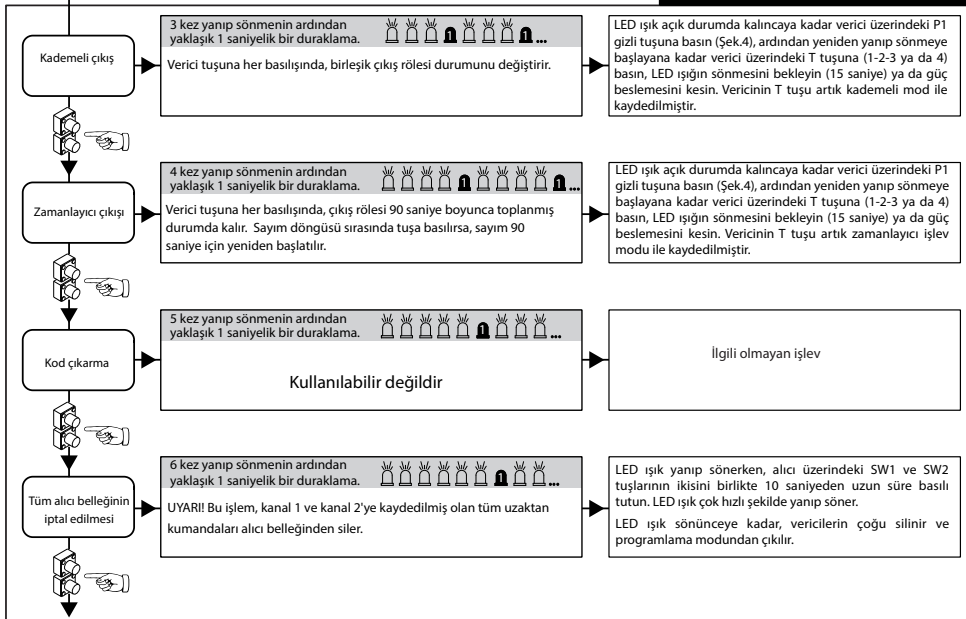 Kademeli çıkış
3 kez yanıp sönmenin ardından
yaklaşık 1 saniyelik bir duraklama.
1 1 ...
Verici tuşuna her basılışında, birleşik çıkış rölesi durumunu değiştirir.
LED ışık açık durumda kalıncaya kadar verici üzerindeki P1
gizli tuşuna basın (Şek.4), ardından yeniden yanıp sönmeye
başlayana kadar verici üzerindeki T tuşuna (1-2-3 ya da 4)
basın, LED ışığın sönmesini bekleyin (15 saniye) ya da güç
beslemesini kesin. Vericinin T tuşu artık kademeli mod ile
kaydedilmiştir.
Zamanlayıcı çıkışı
4 kez yanıp sönmenin ardından
yaklaşık 1 saniyelik bir duraklama.
1 1 ...
Verici tuşuna her basılışında, çıkış rölesi 90 saniye boyunca toplanmış
durumda kalır. Sayım döngüsü sırasında tuşa basılırsa, sayım 90
saniye için yeniden başlatılır.
LED ışık açık durumda kalıncaya kadar verici üzerindeki P1
gizli tuşuna basın (Şek.4), ardından yeniden yanıp sönmeye
başlayana kadar verici üzerindeki T tuşuna (1-2-3 ya da 4)
basın, LED ışığın sönmesini bekleyin (15 saniye) ya da güç
beslemesini kesin. Vericinin T tuşu artık zamanlayıcı işlev
modu ile kaydedilmiştir.
Kod çıkarma
5 kez yanıp sönmenin ardından
yaklaşık 1 saniyelik bir duraklama.
1 ...
Kullanılabilir değildir
İlgili olmayan işlev
Tüm alıcı belleğinin
iptal edilmesi
6 kez yanıp sönmenin ardından
yaklaşık 1 saniyelik bir duraklama.
1 ...
UYARI! Bu işlem, kanal 1 ve kanal 2'ye kaydedilmiş olan tüm uzaktan
kumandaları alıcı belleğinden siler.
LED ışık yanıp sönerken, alıcı üzerindeki SW1 ve SW2
tuşlarının ikisini birlikte 10 saniyeden uzun süre basılı
tutun. LED ışık çok hızlı şekilde yanıp söner.
LED ışık sönünceye kadar, vericilerin çoğu silinir ve
programlama modundan çıkılır.